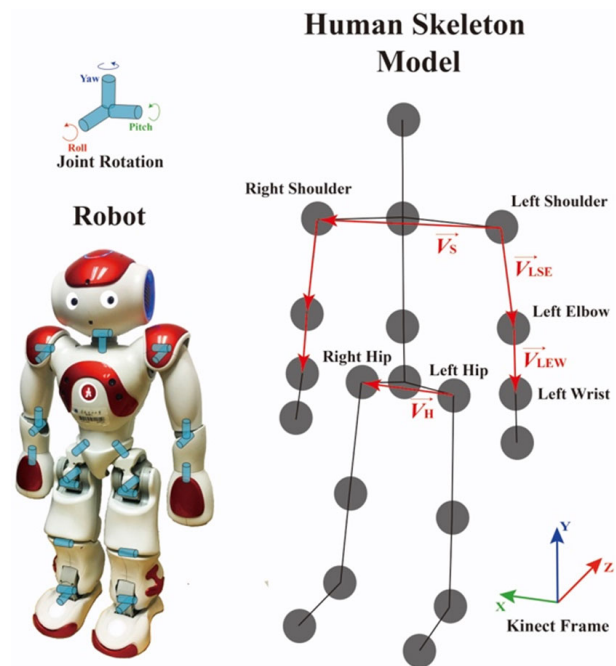 Human Skeleton
Model
Yaw
Pitch
Roll
Joint Rotation
Robot
Right Shoulder
Left Shoulder
V_S
V_LSE
Left Elbow
Right Hip
Left Hip
V_LEW
V_H
Left Wrist
Y
Z
X
Kinect Frame